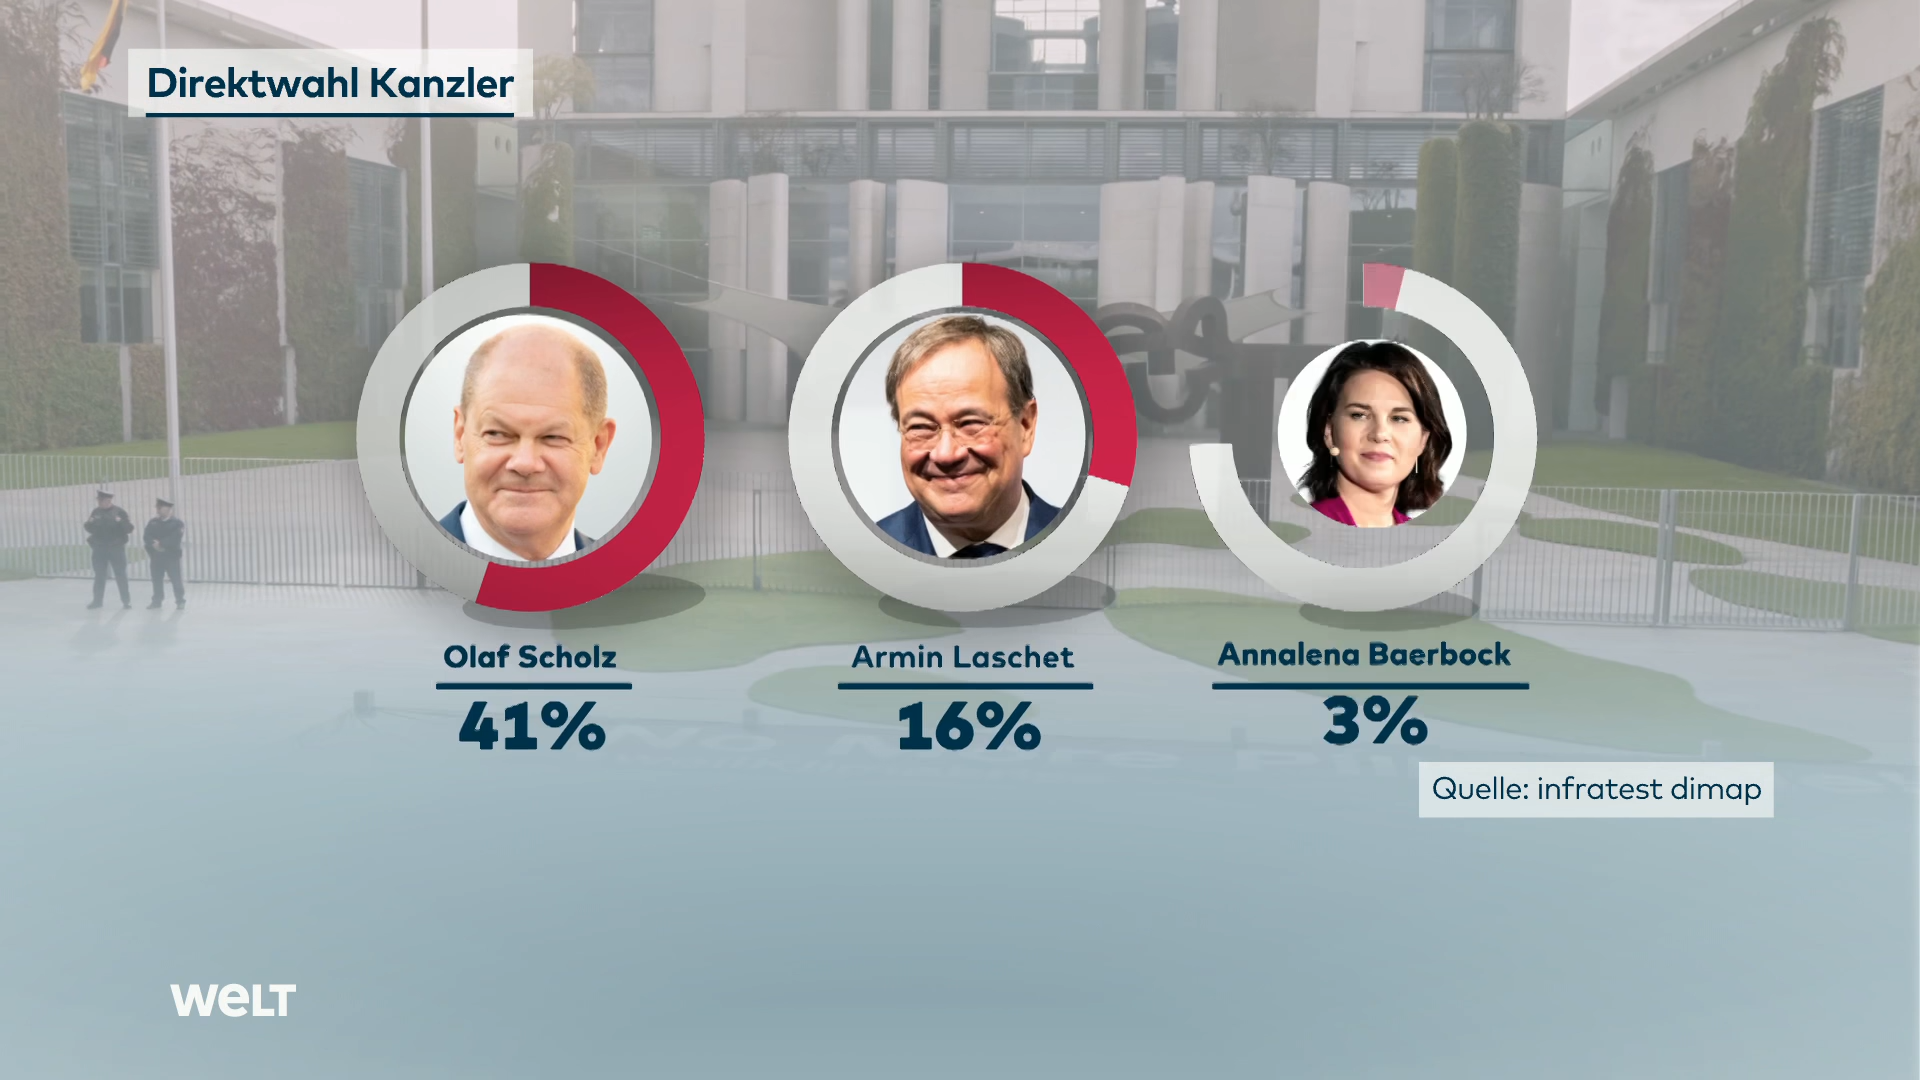 Direktwahl Kanzler
Olaf Scholz
41%
Armin Laschet
16%
Annalena Baerbock
3%
Quelle: infratest dimap
WELT